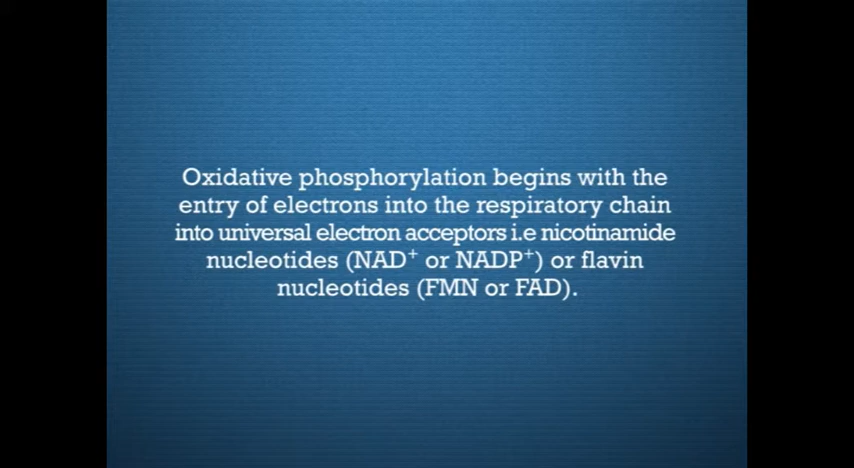 Oxidative phosphorylation begins with the
entry of electrons into the respiratory chain
into universal electron acceptors i.e nicotinamide
nucleotides (NAD⁺ or NADP⁺) or flavin
nucleotides (FMN or FAD).